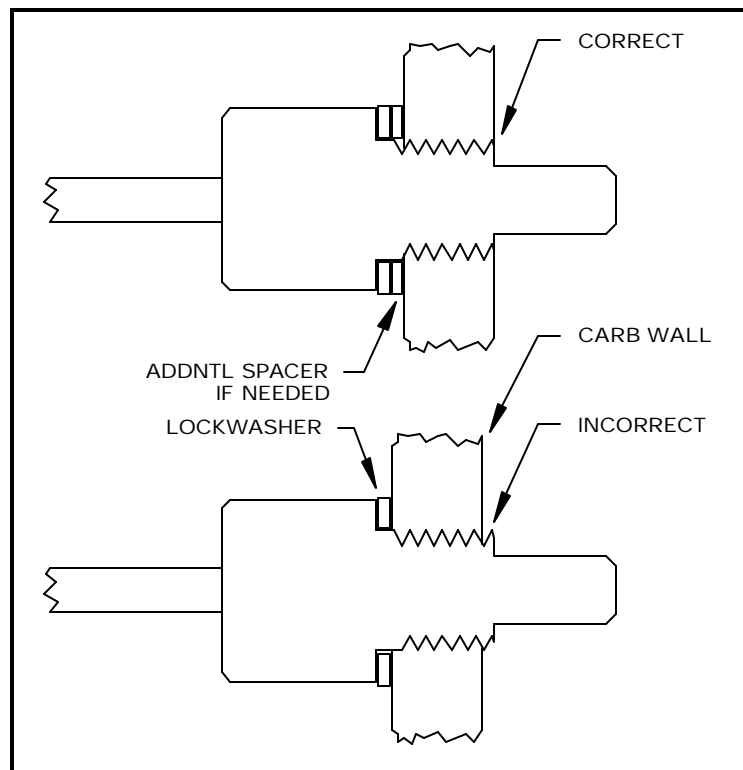 CORRECT
ADDNTL SPACER
IF NEEDED
CARB WALL
LOCKWASHER
INCORRECT